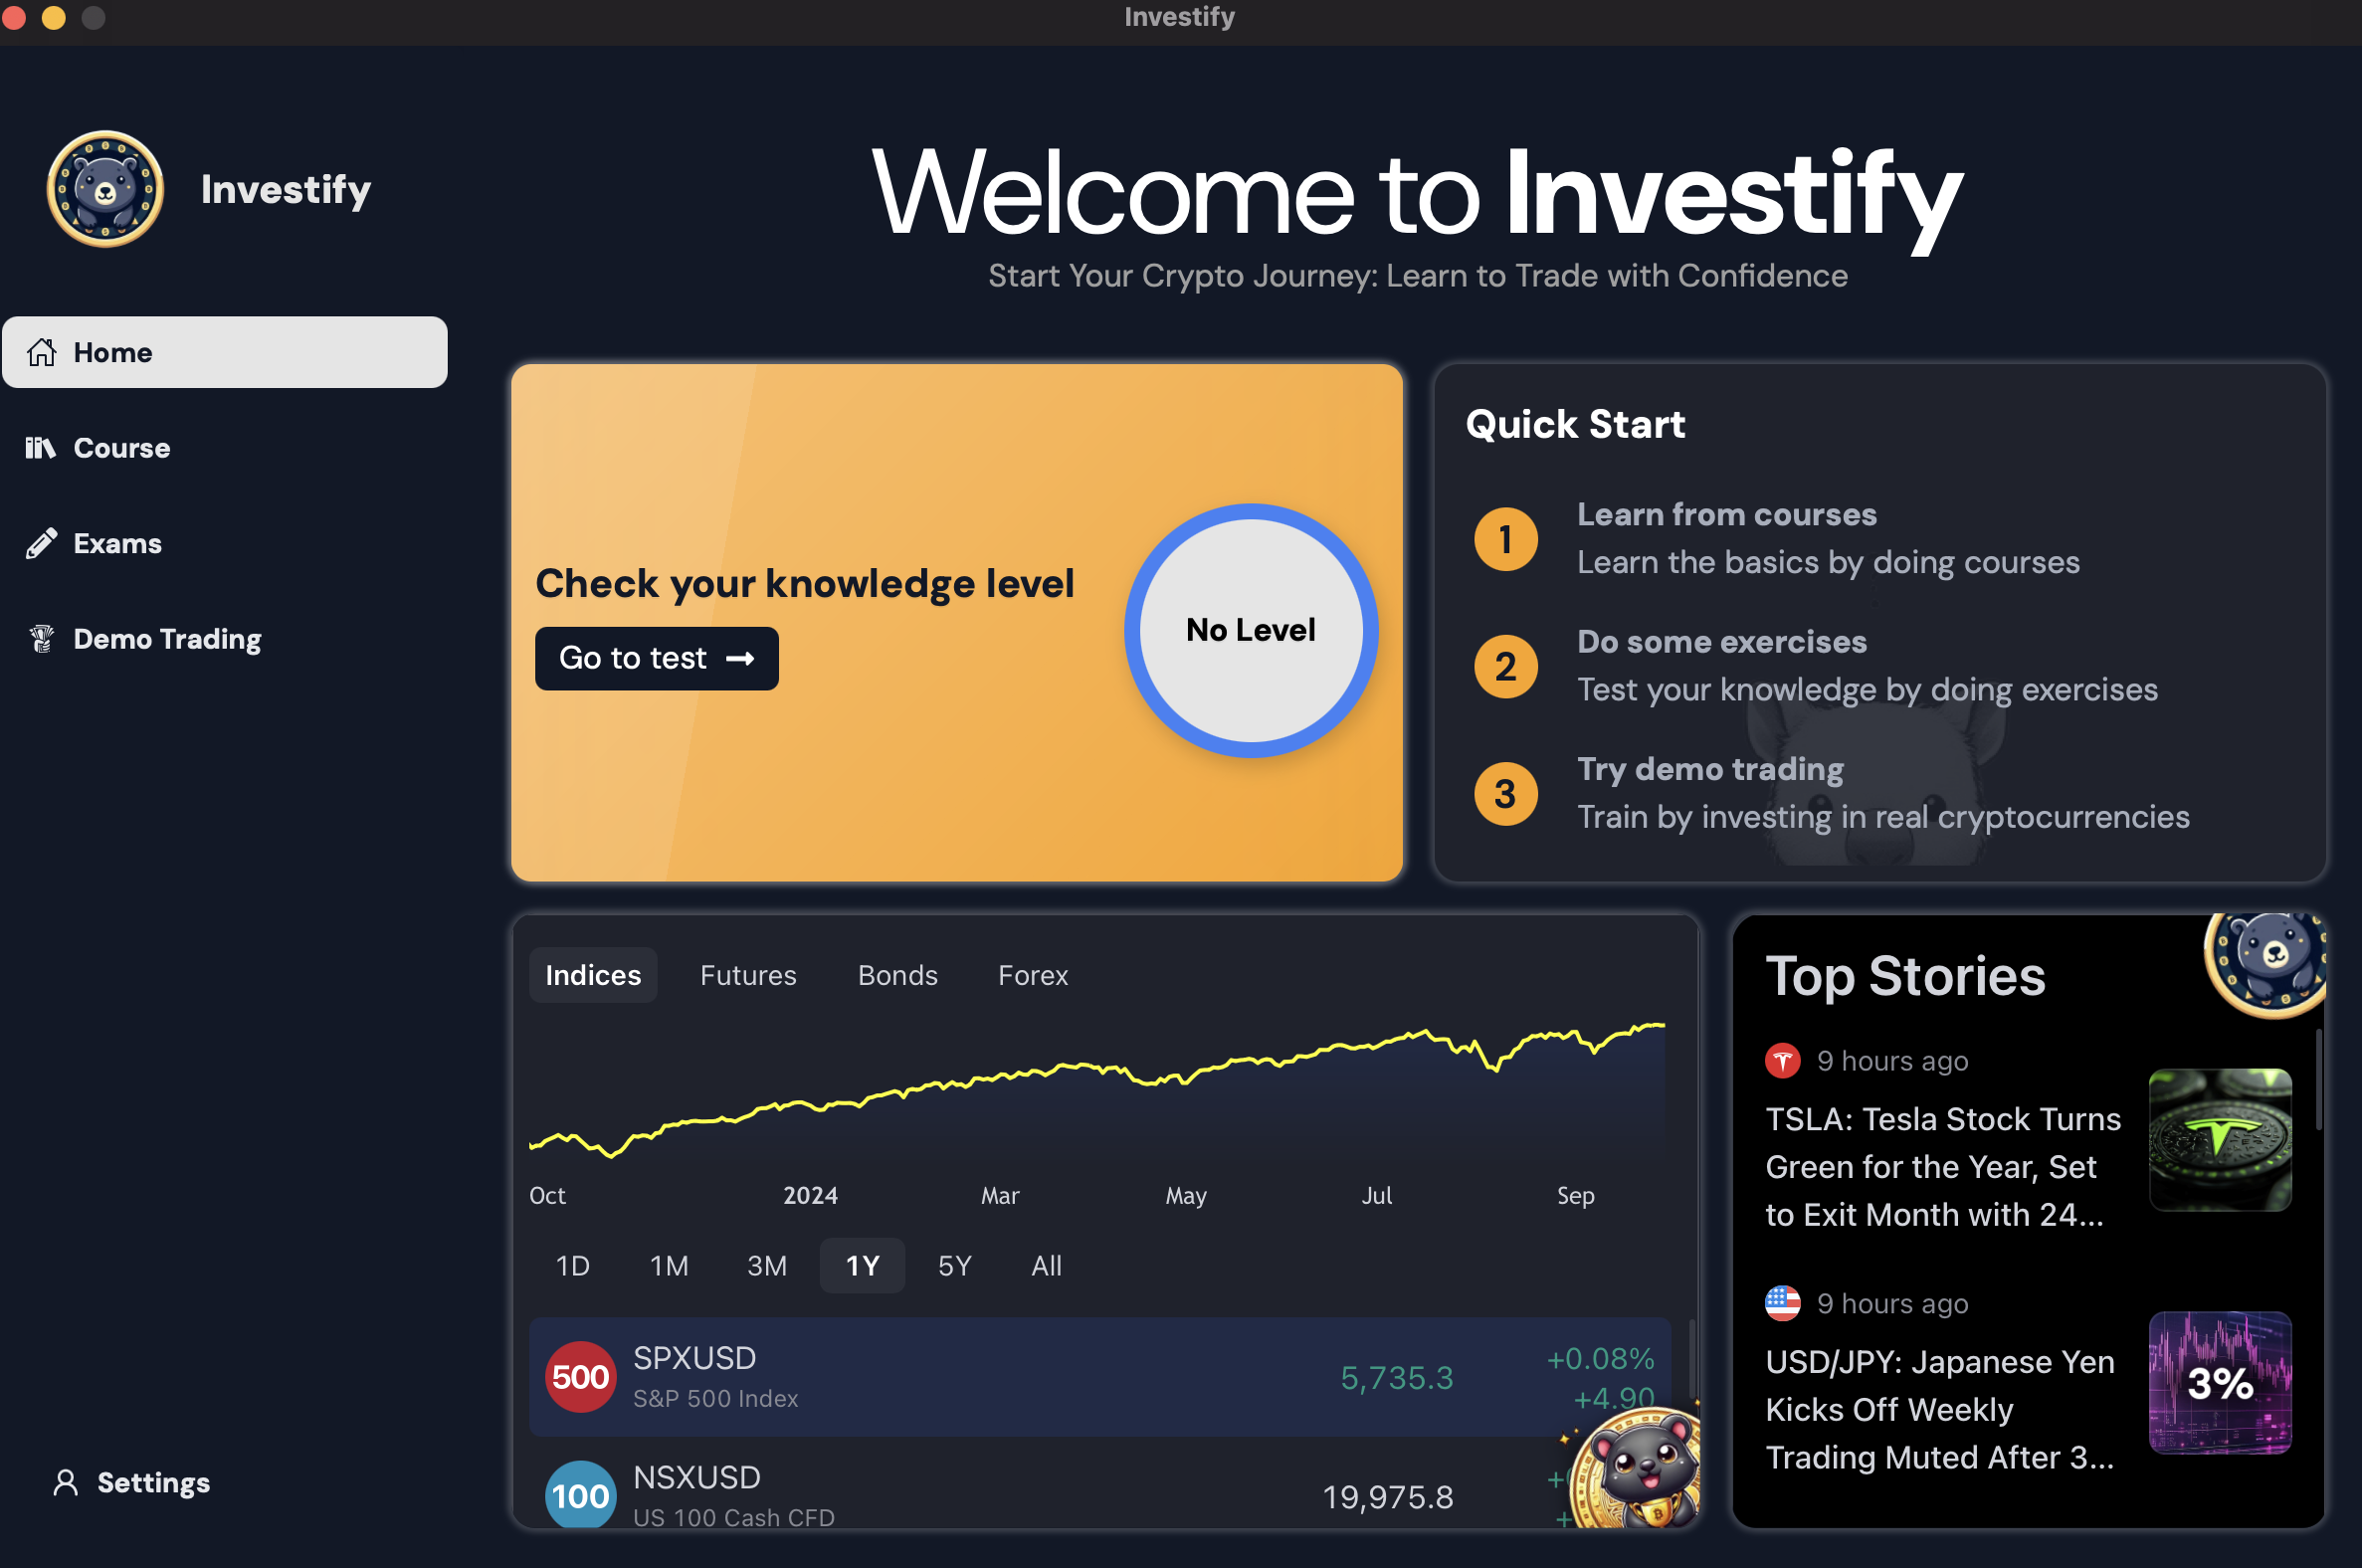 Investify
Investify
Home
Course
Exams
Demo Trading
Settings
Welcome to Investify
Start Your Crypto Journey: Learn to Trade with Confidence
Check your knowledge level
Go to test
No Level
Quick Start
1
Learn from courses
Learn the basics by doing courses
2
Do some exercises
Test your knowledge by doing exercises
3
Try demo trading
Train by investing in real cryptocurrencies
Indices Futures Bonds Forex
Oct 2024 Mar May Jul Sep
1D 1M 3M 1Y 5Y All
500 SPXUSD 5,735.3 +0.08%
S&P 500 Index +4.90
100 NSXUSD 19,975.8
US 100 Cash CFD
Top Stories
9 hours ago
TSLA: Tesla Stock Turns
Green for the Year, Set
to Exit Month with 24...
9 hours ago
USD/JPY: Japanese Yen
Kicks Off Weekly
Trading Muted After 3...
3%